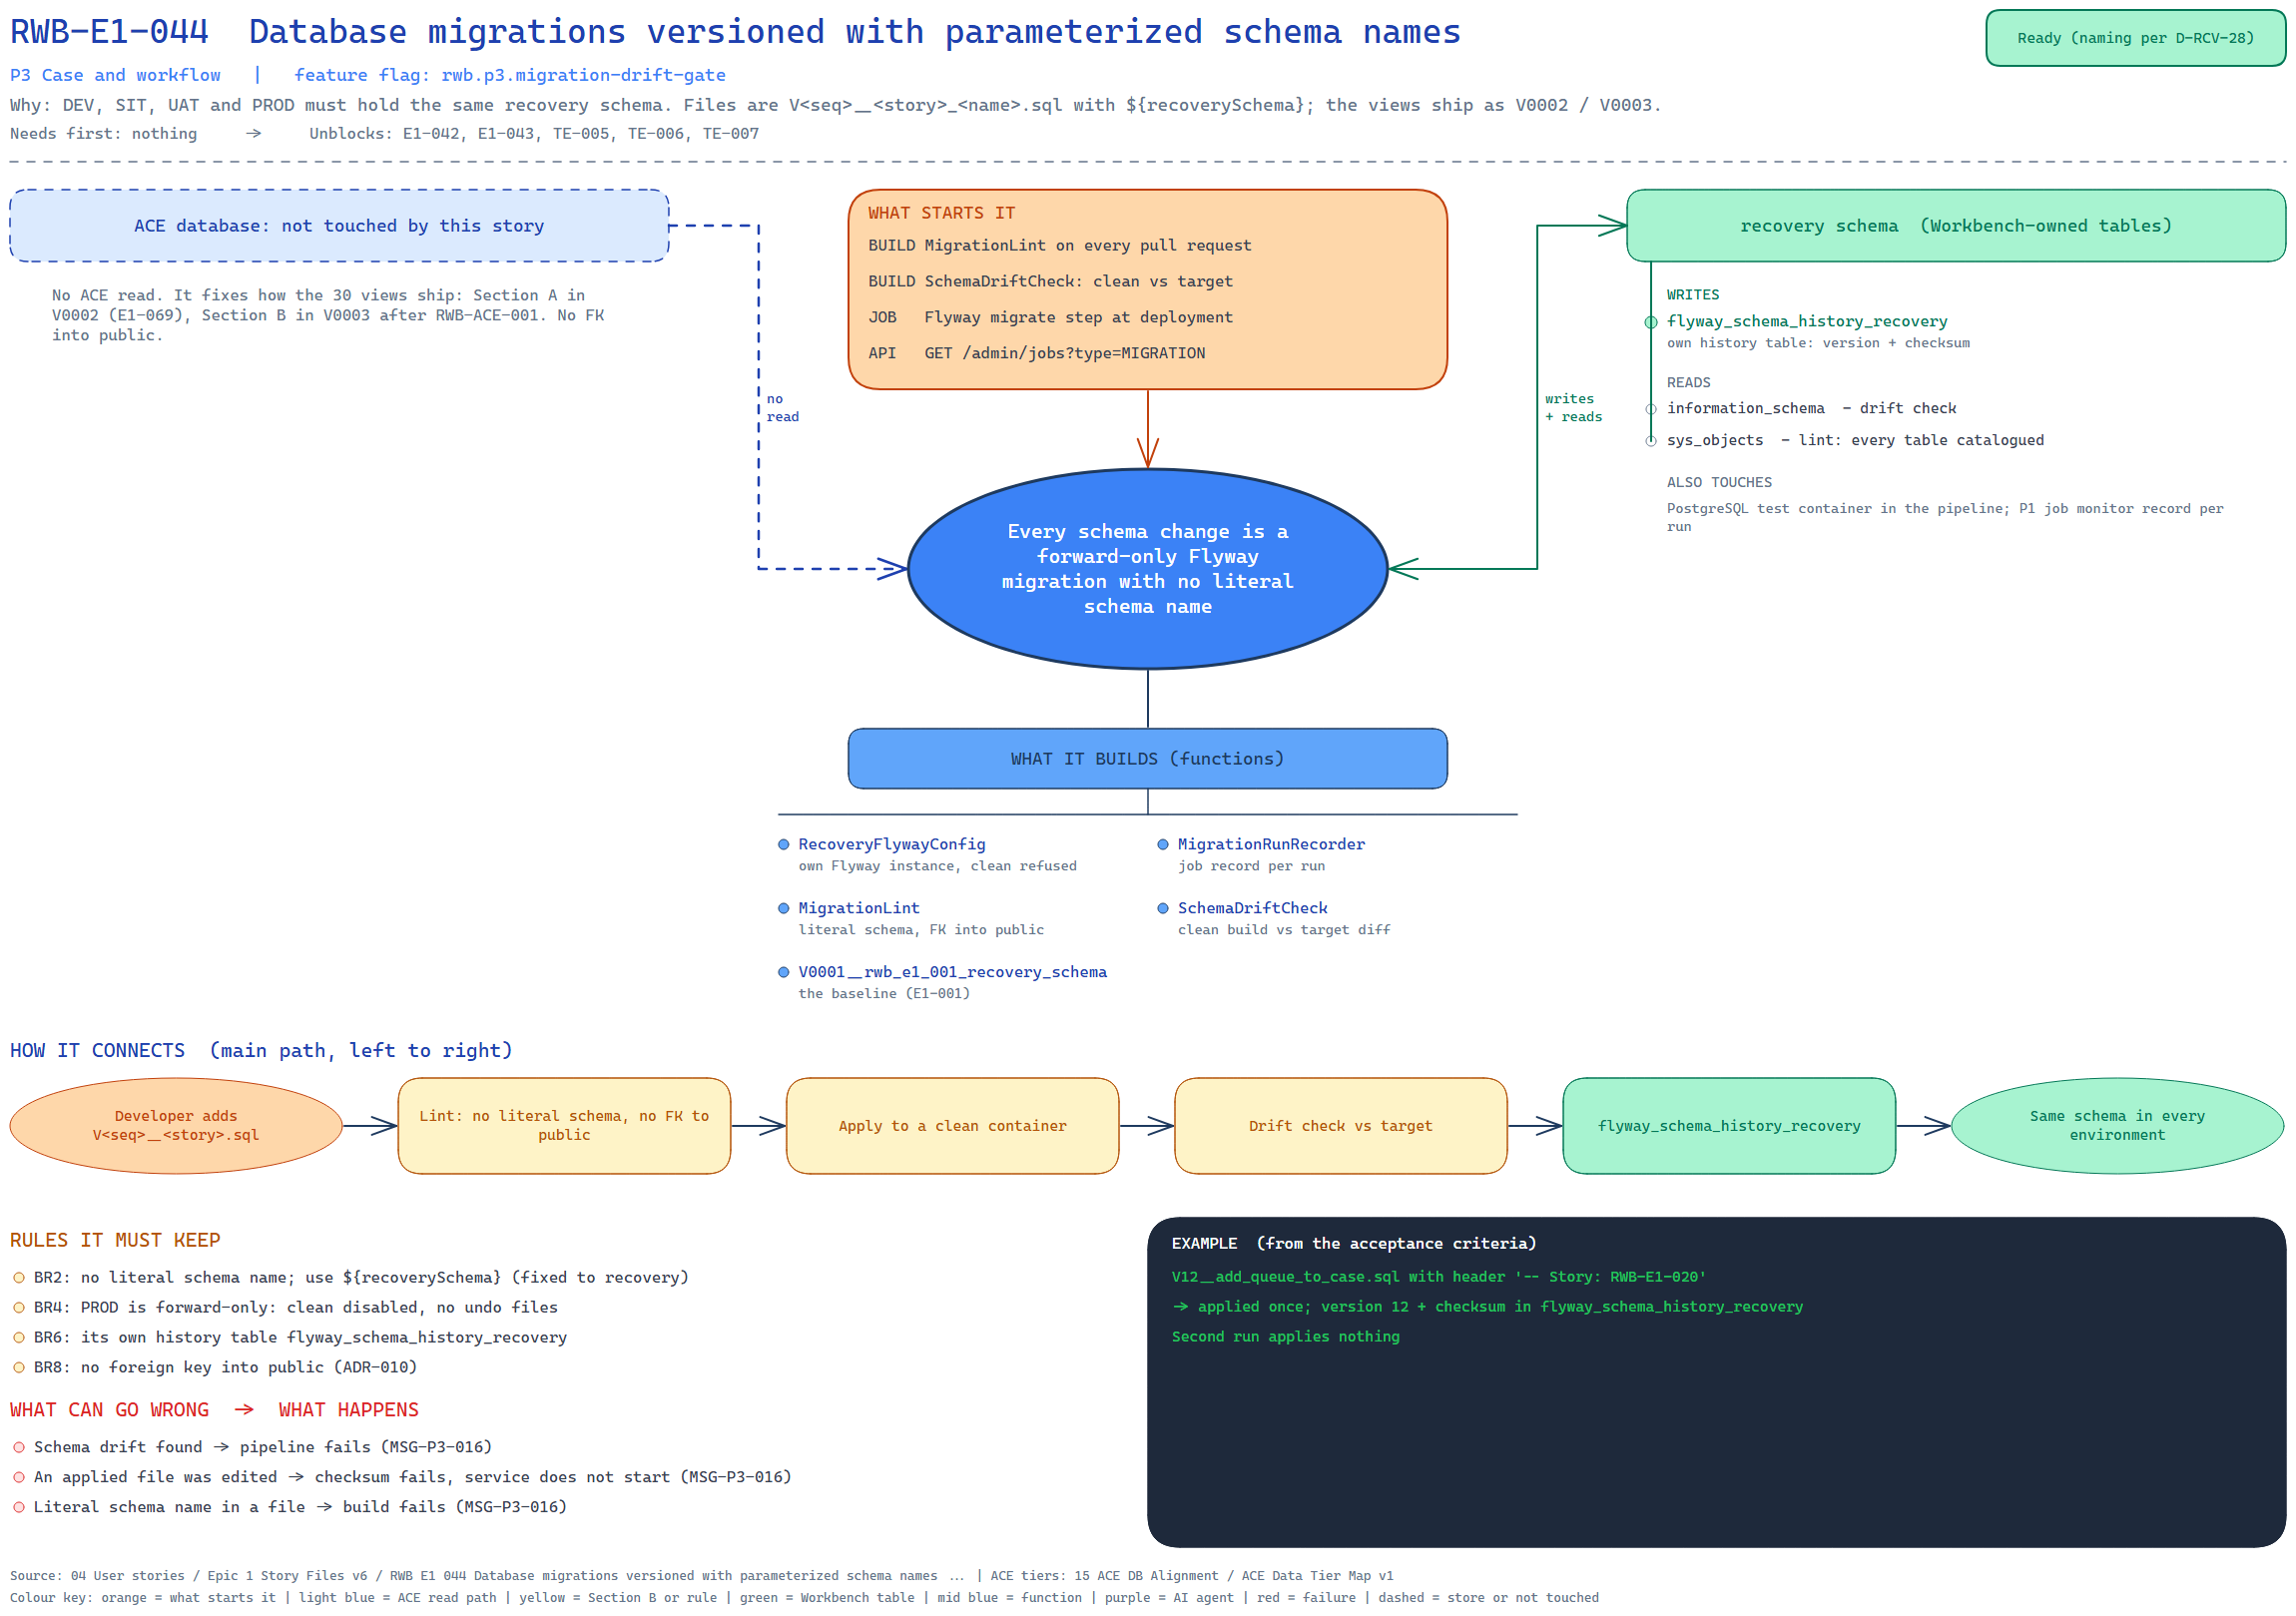 RWB-E1-044  Database migrations versioned with parameterized schema names
Ready (naming per D-RCV-28)
P3 Case and workflow   |   feature flag: rwb.p3.migration-drift-gate
Why: DEV, SIT, UAT and PROD must hold the same recovery schema. Files are V<seq>__<story>_<name>.sql with ${recoverySchema}; the views ship as V0002 / V0003.
Needs first: nothing     →     Unblocks: E1-042, E1-043, TE-005, TE-006, TE-007
ACE database: not touched by this story
No ACE read. It fixes how the 30 views ship: Section A in
V0002 (E1-069), Section B in V0003 after RWB-ACE-001. No FK
into public.
no
read
WHAT STARTS IT
BUILD MigrationLint on every pull request
BUILD SchemaDriftCheck: clean vs target
JOB   Flyway migrate step at deployment
API   GET /admin/jobs?type=MIGRATION
writes
+ reads
recovery schema  (Workbench-owned tables)
WRITES
flyway_schema_history_recovery
own history table: version + checksum
READS
information_schema  - drift check
sys_objects  - lint: every table catalogued
ALSO TOUCHES
PostgreSQL test container in the pipeline; P1 job monitor record per
run
Every schema change is a
forward-only Flyway
migration with no literal
schema name
WHAT IT BUILDS (functions)
RecoveryFlywayConfig
own Flyway instance, clean refused
MigrationLint
literal schema, FK into public
V0001__rwb_e1_001_recovery_schema
the baseline (E1-001)
MigrationRunRecorder
job record per run
SchemaDriftCheck
clean build vs target diff
HOW IT CONNECTS  (main path, left to right)
Developer adds
V<seq>__<story>.sql
Lint: no literal schema, no FK to
public
Apply to a clean container
Drift check vs target
flyway_schema_history_recovery
Same schema in every
environment
RULES IT MUST KEEP
BR2: no literal schema name; use ${recoverySchema} (fixed to recovery)
BR4: PROD is forward-only: clean disabled, no undo files
BR6: its own history table flyway_schema_history_recovery
BR8: no foreign key into public (ADR-010)
WHAT CAN GO WRONG  →  WHAT HAPPENS
Schema drift found → pipeline fails (MSG-P3-016)
An applied file was edited → checksum fails, service does not start (MSG-P3-016)
Literal schema name in a file → build fails (MSG-P3-016)
EXAMPLE  (from the acceptance criteria)
V12__add_queue_to_case.sql with header '-- Story: RWB-E1-020'
→ applied once; version 12 + checksum in flyway_schema_history_recovery
Second run applies nothing
Source: 04 User stories / Epic 1 Story Files v6 / RWB E1 044 Database migrations versioned with parameterized schema names ... | ACE tiers: 15 ACE DB Alignment / ACE Data Tier Map v1
Colour key: orange = what starts it | light blue = ACE read path | yellow = Section B or rule | green = Workbench table | mid blue = function | purple = AI agent | red = failure | dashed = store or not touched